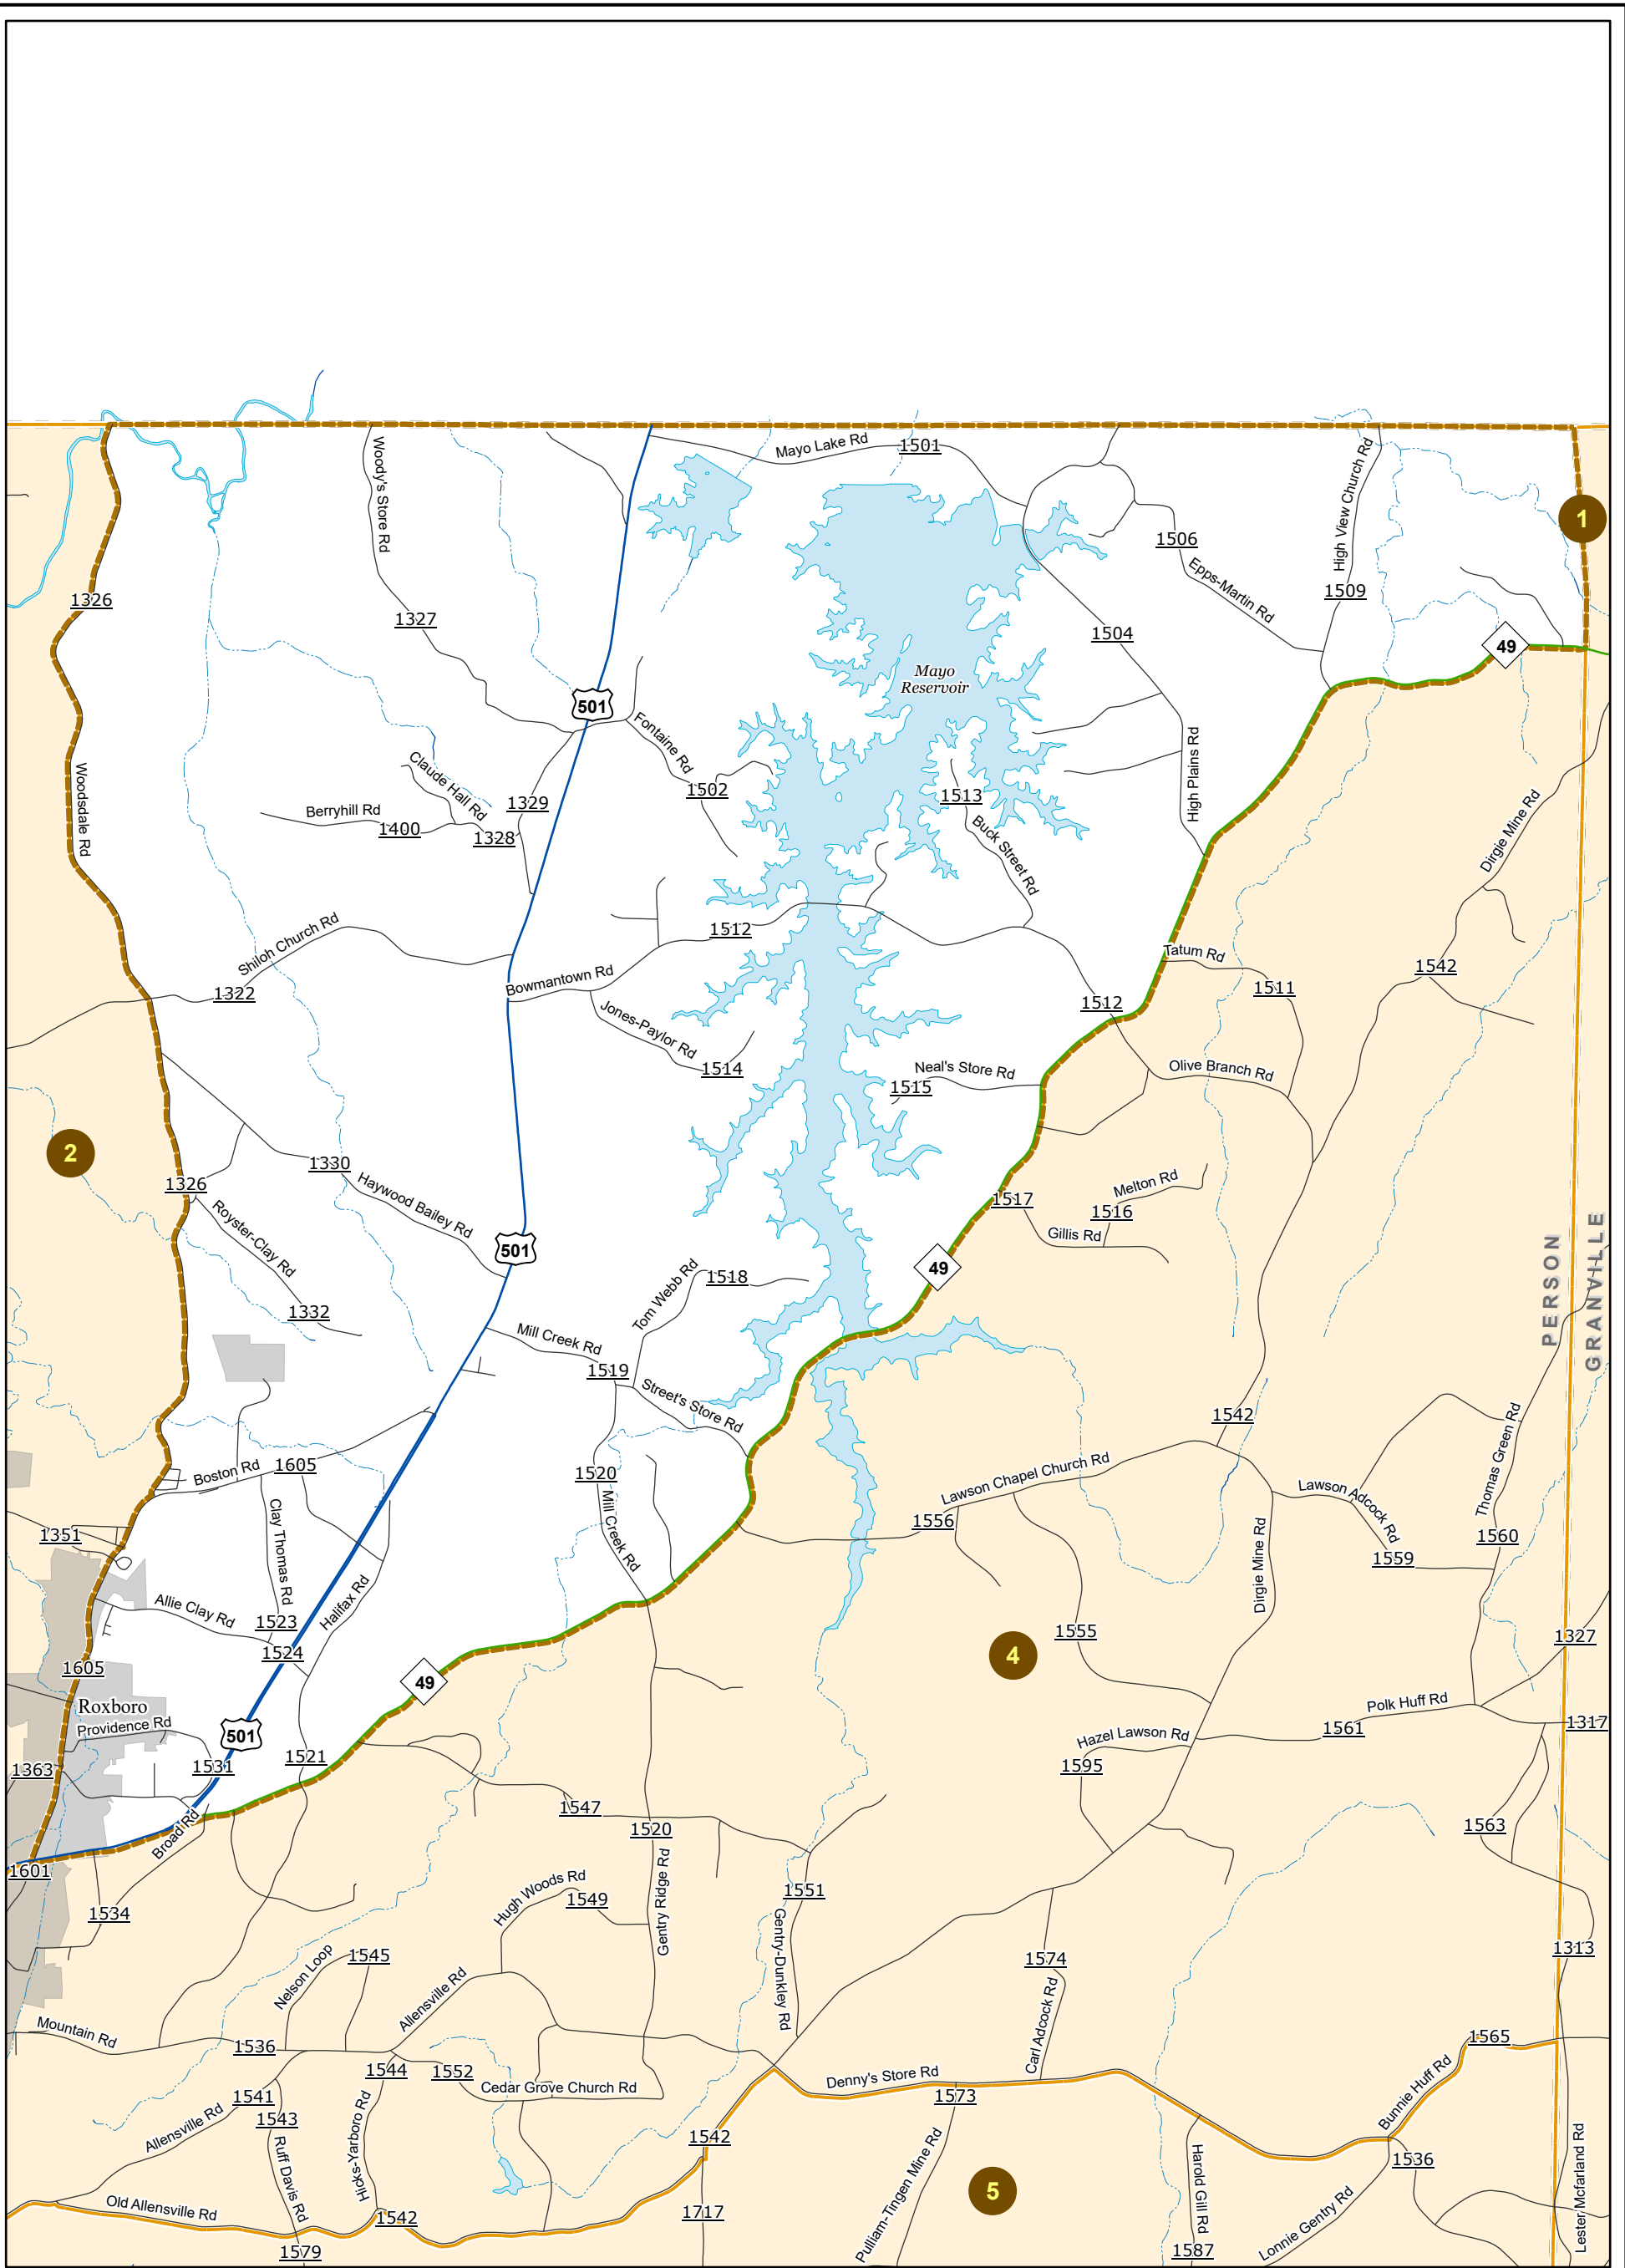 Mayo Lake Rd
1501
Woody's Store Rd
High View Church Rd
1
1506
Epps-Martin Rd
1509
1326
1327
1504
49
Mayo
Reservoir
501
Fontaine Rd
High Plains Rd
Woodsdale Rd
Claude Hall Rd
1502
1513
Berryhill Rd
1329
1400
1328
Buck Street Rd
Dirgie Mine Rd
Shiloh Church Rd
1512
Tatum Rd
1542
1322
Bowmantown Rd
1511
1512
Jones-Paylor Rd
1514
Neal's Store Rd
Olive Branch Rd
1515
2
1330
1326
Haywood Bailey Rd
Melton Rd
1517
1516
Royster-Clay Rd
Gillis Rd
501
49
Tom Webb Rd
1518
PERSON
GRANVILLE
1332
Mill Creek Rd
1519
Street's Store Rd
1542
Thomas Green Rd
Boston Rd
1605
1520
Lawson Chapel Church Rd
Lawson Adcock Rd
1556
Mill Creek Rd
Clay Thomas Rd
1351
1560
1559
Dirgie Mine Rd
Halifax Rd
Allie Clay Rd
1523
1555
1327
1524
4
1605
49
Roxboro
Polk Huff Rd
Providence Rd
501
1561
1317
Hazel Lawson Rd
1521
1531
1363
1595
1547
1520
1563
Broad Rd
1601
Hugh Woods Rd
1549
1551
Gentry Ridge Rd
1534
Gentry-Dunkley Rd
1545
1574
1313
Nelson Loop
Allensville Rd
Mountain Rd
1536
Carl Adcock Rd
1565
1544
1552
Denny's Store Rd
Cedar Grove Church Rd
1573
Bunnie Huff Rd
1541
1543
Allensville Rd
Hicks-Yarboro Rd
1542
Ruff Davis Rd
Pulliam-Tingen Mine Rd
Harold Gill Rd
1536
Lester Mcfarland Rd
5
Old Allensville Rd
1542
1717
Lonnie Gentry Rd
1579
1587